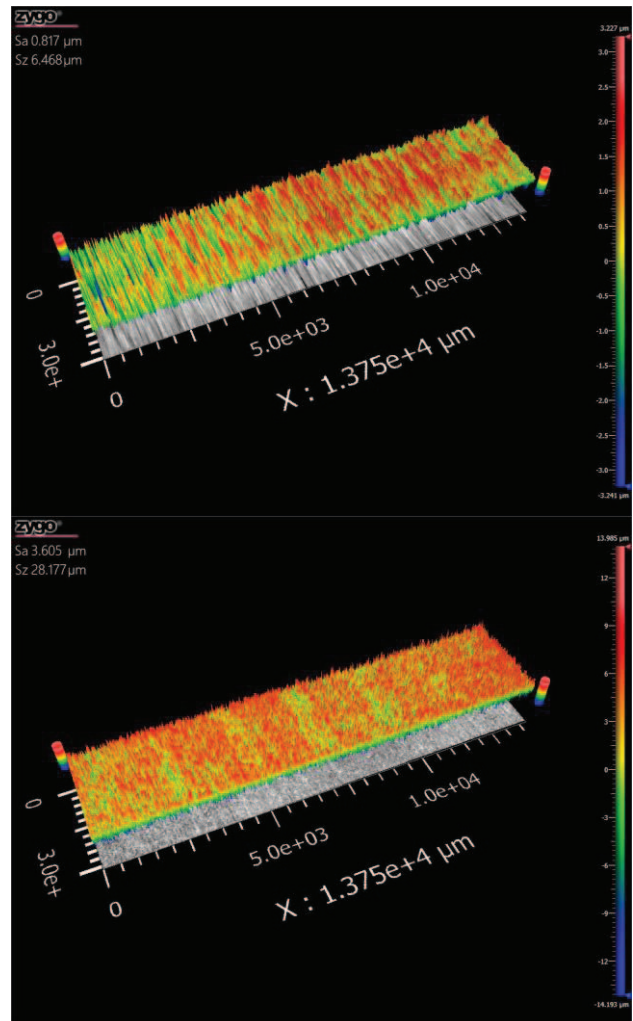 zygo®
Sa 0.817 µm
Sz 6.468 µm
3.227 µm
3.0
2.5
2.0
1.5
1.0
0.5
0
-0.5
-1.0
-1.5
-2.0
-2.5
-3.0
-3.241 µm
0
3.0e+
0
5.0e+03
1.0e+04
X : 1.375e+4 µm
zygo®
Sa 3.605 µm
Sz 28.177 µm
13.985 µm
12
9
6
3
0
-3
-6
-9
-12
-14.193 µm
0
3.0e+
0
5.0e+03
1.0e+04
X : 1.375e+4 µm